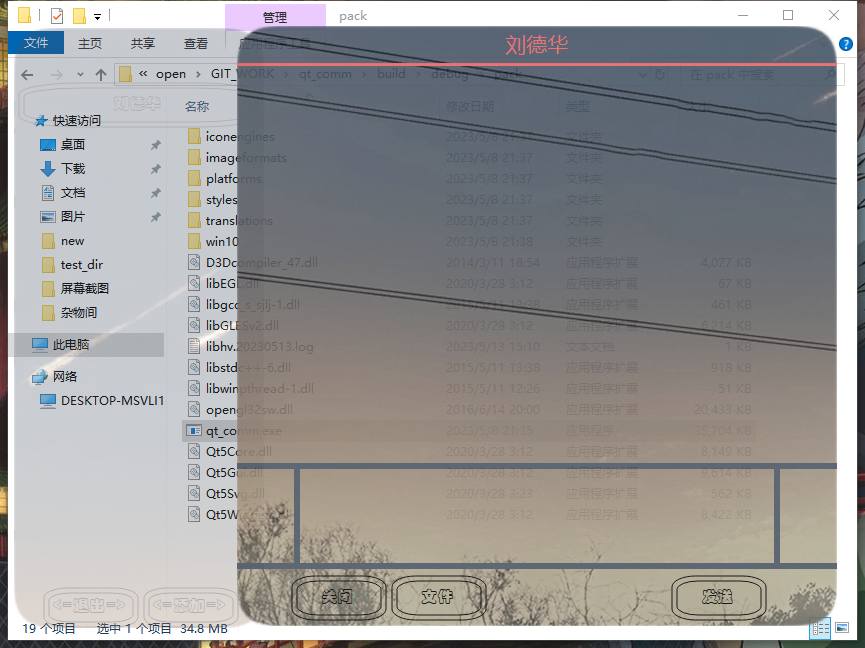 管理
pack
文件
主页
共享
查看
应用程序工具
刘德华
« open › GIT_WORK › qt_comm › build › debug › pack
在 pack 中搜索
刘德华
名称
修改日期
类型
大小
快速访问
桌面
下载
文档
图片
new
test_dir
屏幕截图
杂物间
此电脑
网络
DESKTOP-MSVLI1
iconengines 2023/5/8 21:37 文件夹
imageformats 2023/5/8 21:37 文件夹
platforms 2023/5/8 21:37 文件夹
styles 2023/5/8 21:37 文件夹
translations 2023/5/8 21:37 文件夹
win10 2023/5/8 21:38 文件夹
D3Dcompiler_47.dll 2014/3/11 18:54 应用程序扩展 4,077 KB
libEGL.dll 2020/3/28 3:12 应用程序扩展 67 KB
libgcc_s_sjlj-1.dll 应用程序扩展 461 KB
libGLESv2.dll 2020/3/28 3:12 应用程序扩展 6,214 KB
libhv.20230513.log 2023/5/13 15:10 文本文档 1 KB
libstdc++-6.dll 应用程序扩展 918 KB
libwinpthread-1.dll 2015/5/11 12:26 应用程序扩展 51 KB
opengl32sw.dll 2016/6/14 20:00 应用程序扩展 20,433 KB
qt_comm.exe 应用程序
Qt5Core.dll 2020/3/28 3:12 应用程序扩展 8,149 KB
Qt5Gui.dll 2020/3/28 3:12 应用程序扩展 9,614 KB
Qt5Svg.dll 2020/3/28 3:23 应用程序扩展 562 KB
2020/3/28 3:12 应用程序扩展 8,422 KB
<=退出=>
<=添加=>
关闭
文件
发送
19 个项目
选中 1 个项目 34.8 MB